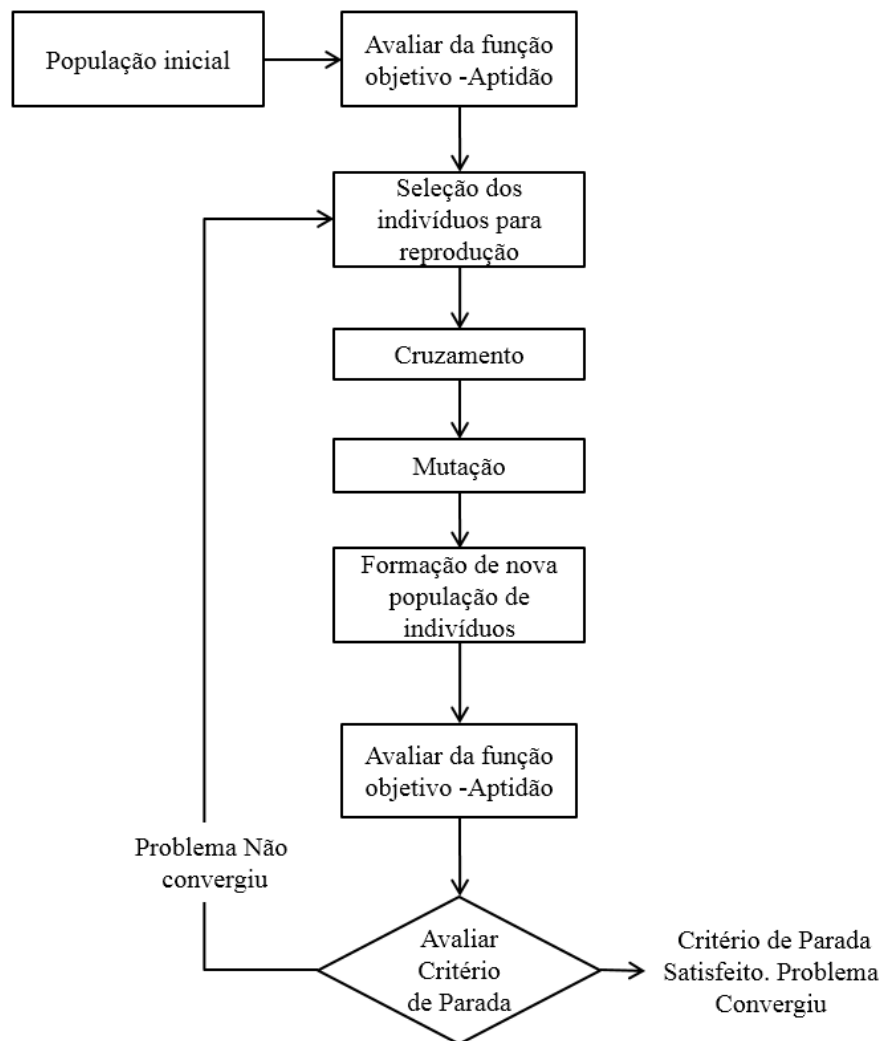 População inicial
Avaliar da função
objetivo -Aptidão
Seleção dos
indivíduos para
reprodução
Cruzamento
Mutação
Formação de nova
população de
indivíduos
Avaliar da função
objetivo -Aptidão
Problema Não
convergiu
Avaliar
Critério
de Parada
Critério de Parada
Satisfeito. Problema
Convergiu